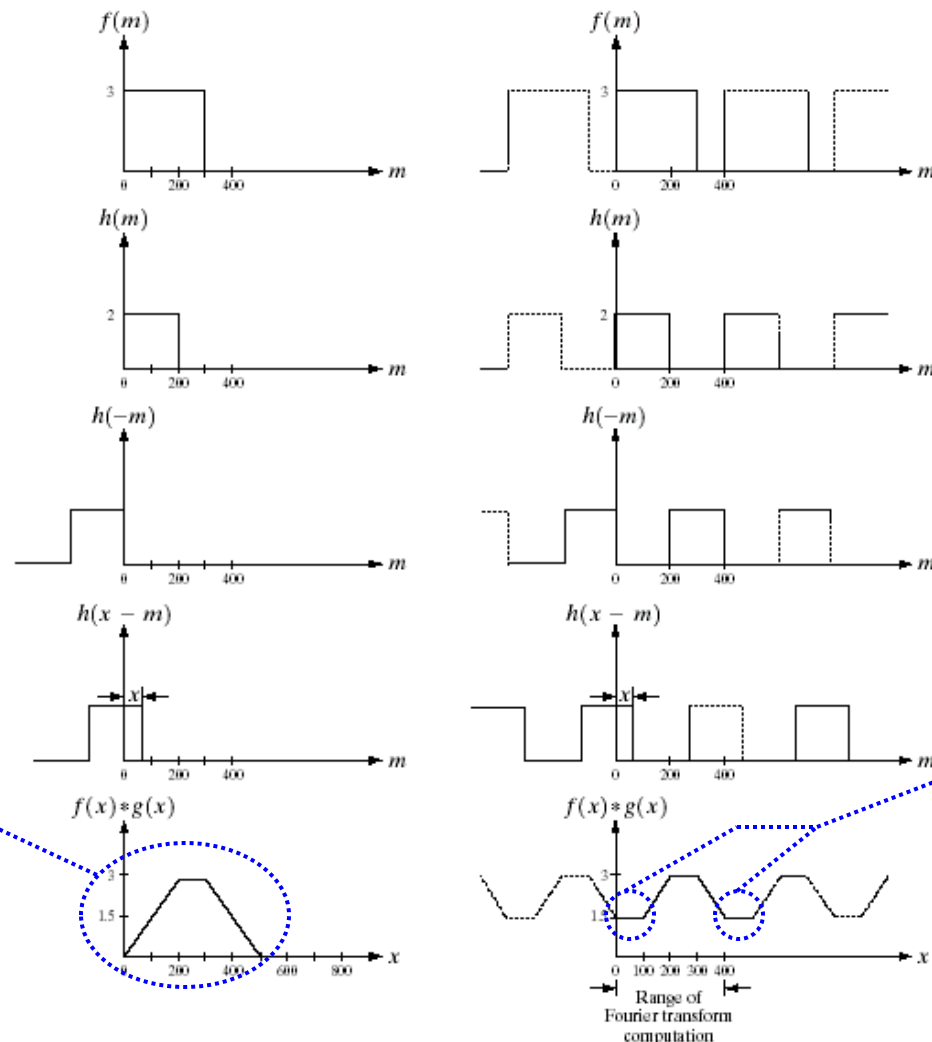 f(m)
3
0 200 400
m
f(m)
3
0 200 400
m
h(m)
2
0 200 400
m
h(m)
2
0 200 400
m
h(−m)
0 200 400
m
h(−m)
0 200 400
m
h(x − m)
x
0 200 400
m
h(x − m)
x
0 200 400
m
f(x)*g(x)
3
1.5
0 200 400 600 800
x
f(x)*g(x)
3
1.5
0 100 200 300 400
x
Range of
Fourier transform
computation